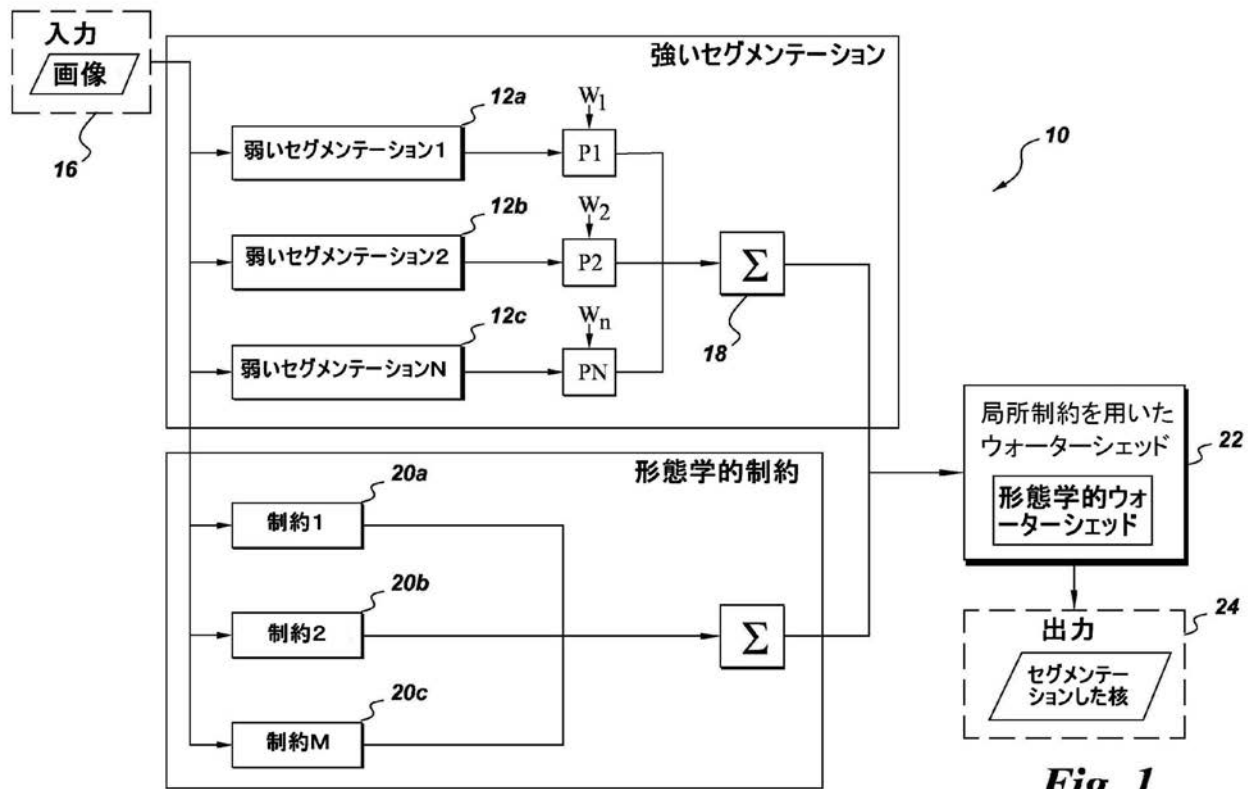 入力
画像
16
強いセグメンテーション
12a
弱いセグメンテーション1
W1
P1
10
12b
弱いセグメンテーション2
W2
P2
Σ
18
12c
弱いセグメンテーションN
Wn
PN
局所制約を用いた
ウォーターシェッド
22
形態学的ウォ
ーターシェッド
形態学的制約
20a
制約1
20b
制約2
Σ
20c
制約M
24
出力
セグメンテー
ションした核
Fig. 1